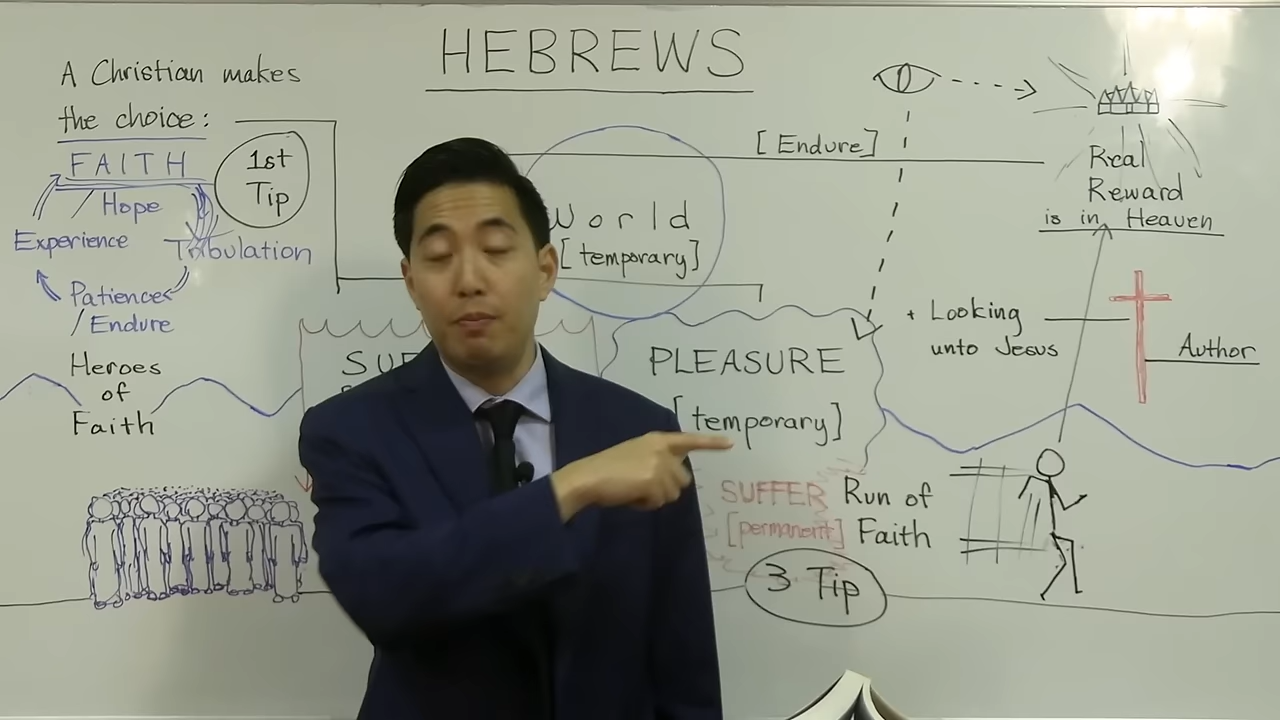 HEBREWS
A Christian makes
the choice:
FAITH
/ Hope
Experience
Tribulation
Patience
/ Endure
1st
Tip
Heroes
of
Faith
[Endure]
World
[temporary]
PLEASURE
[temporary]
SUFFER
[permanent]
Run of
Faith
3 Tip
Real
Reward
is in Heaven
+ Looking
unto Jesus
Author